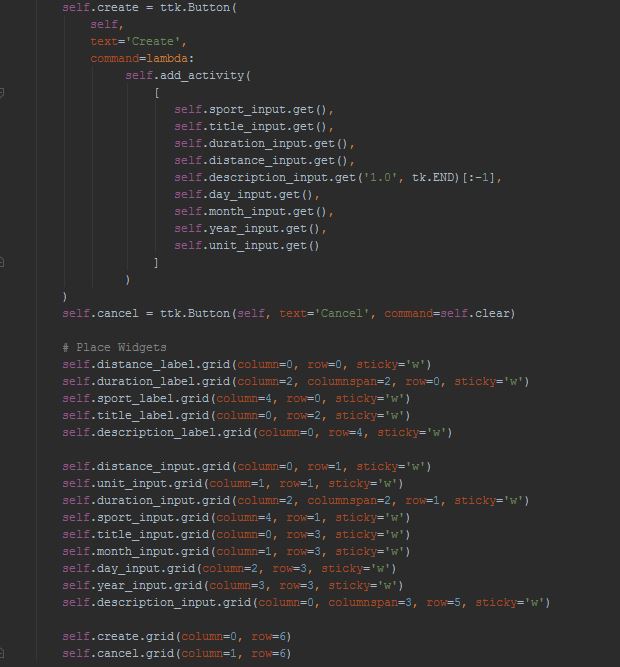 self.create = ttk.Button(
self,
text='Create',
command=lambda:
self.add_activity(
[
self.sport_input.get(),
self.title_input.get(),
self.duration_input.get(),
self.distance_input.get(),
self.description_input.get('1.0', tk.END)[:-1],
self.day_input.get(),
self.month_input.get(),
self.year_input.get(),
self.unit_input.get()
]
)
)
self.cancel = ttk.Button(self, text='Cancel', command=self.clear)
# Place Widgets
self.distance_label.grid(column=0, row=0, sticky='w')
self.duration_label.grid(column=2, columnspan=2, row=0, sticky='w')
self.sport_label.grid(column=4, row=0, sticky='w')
self.title_label.grid(column=0, row=2, sticky='w')
self.description_label.grid(column=0, row=4, sticky='w')
self.distance_input.grid(column=0, row=1, sticky='w')
self.unit_input.grid(column=1, row=1, sticky='w')
self.duration_input.grid(column=2, columnspan=2, row=1, sticky='w')
self.sport_input.grid(column=4, row=1, sticky='w')
self.title_input.grid(column=0, row=3, sticky='w')
self.month_input.grid(column=1, row=3, sticky='w')
self.day_input.grid(column=2, row=3, sticky='w')
self.year_input.grid(column=3, row=3, sticky='w')
self.description_input.grid(column=0, columnspan=3, row=5, sticky='w')
self.create.grid(column=0, row=6)
self.cancel.grid(column=1, row=6)